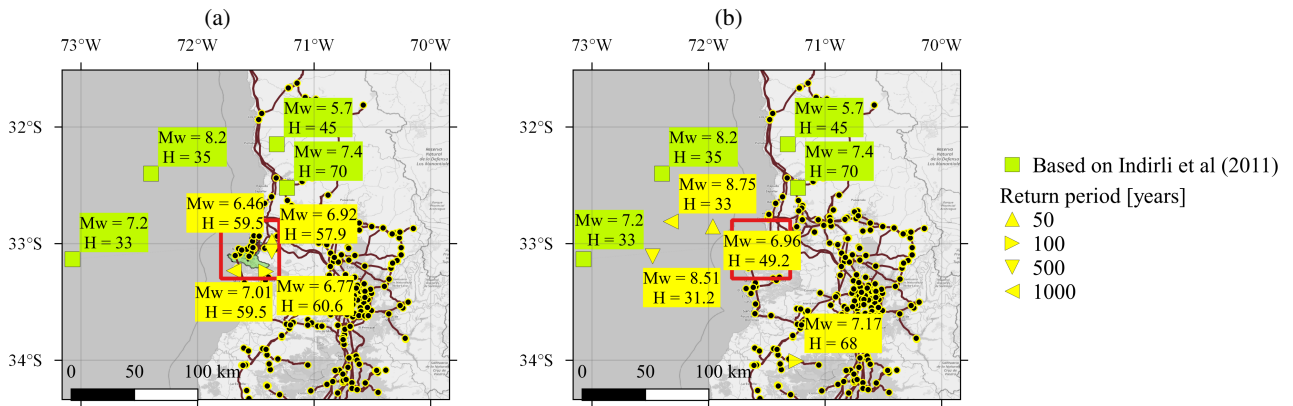 (a)
73°W
72°W
71°W
70°W
32°S
33°S
34°S
Mw = 5.7
H = 45
Mw = 8.2
H = 35
Mw = 7.4
H = 70
Mw = 6.46
H = 59.5
Mw = 6.92
H = 57.9
Mw = 7.2
H = 33
Mw = 7.01
H = 59.5
Mw = 6.77
H = 60.6
0
50
100 km
(b)
73°W
72°W
71°W
70°W
32°S
33°S
34°S
Mw = 5.7
H = 45
Mw = 8.2
H = 35
Mw = 7.4
H = 70
Mw = 8.75
H = 33
Mw = 7.2
H = 33
Mw = 6.96
H = 49.2
Mw = 8.51
H = 31.2
Mw = 7.17
H = 68
0
50
100 km
Based on Indirli et al (2011)
Return period [years]
50
100
500
1000